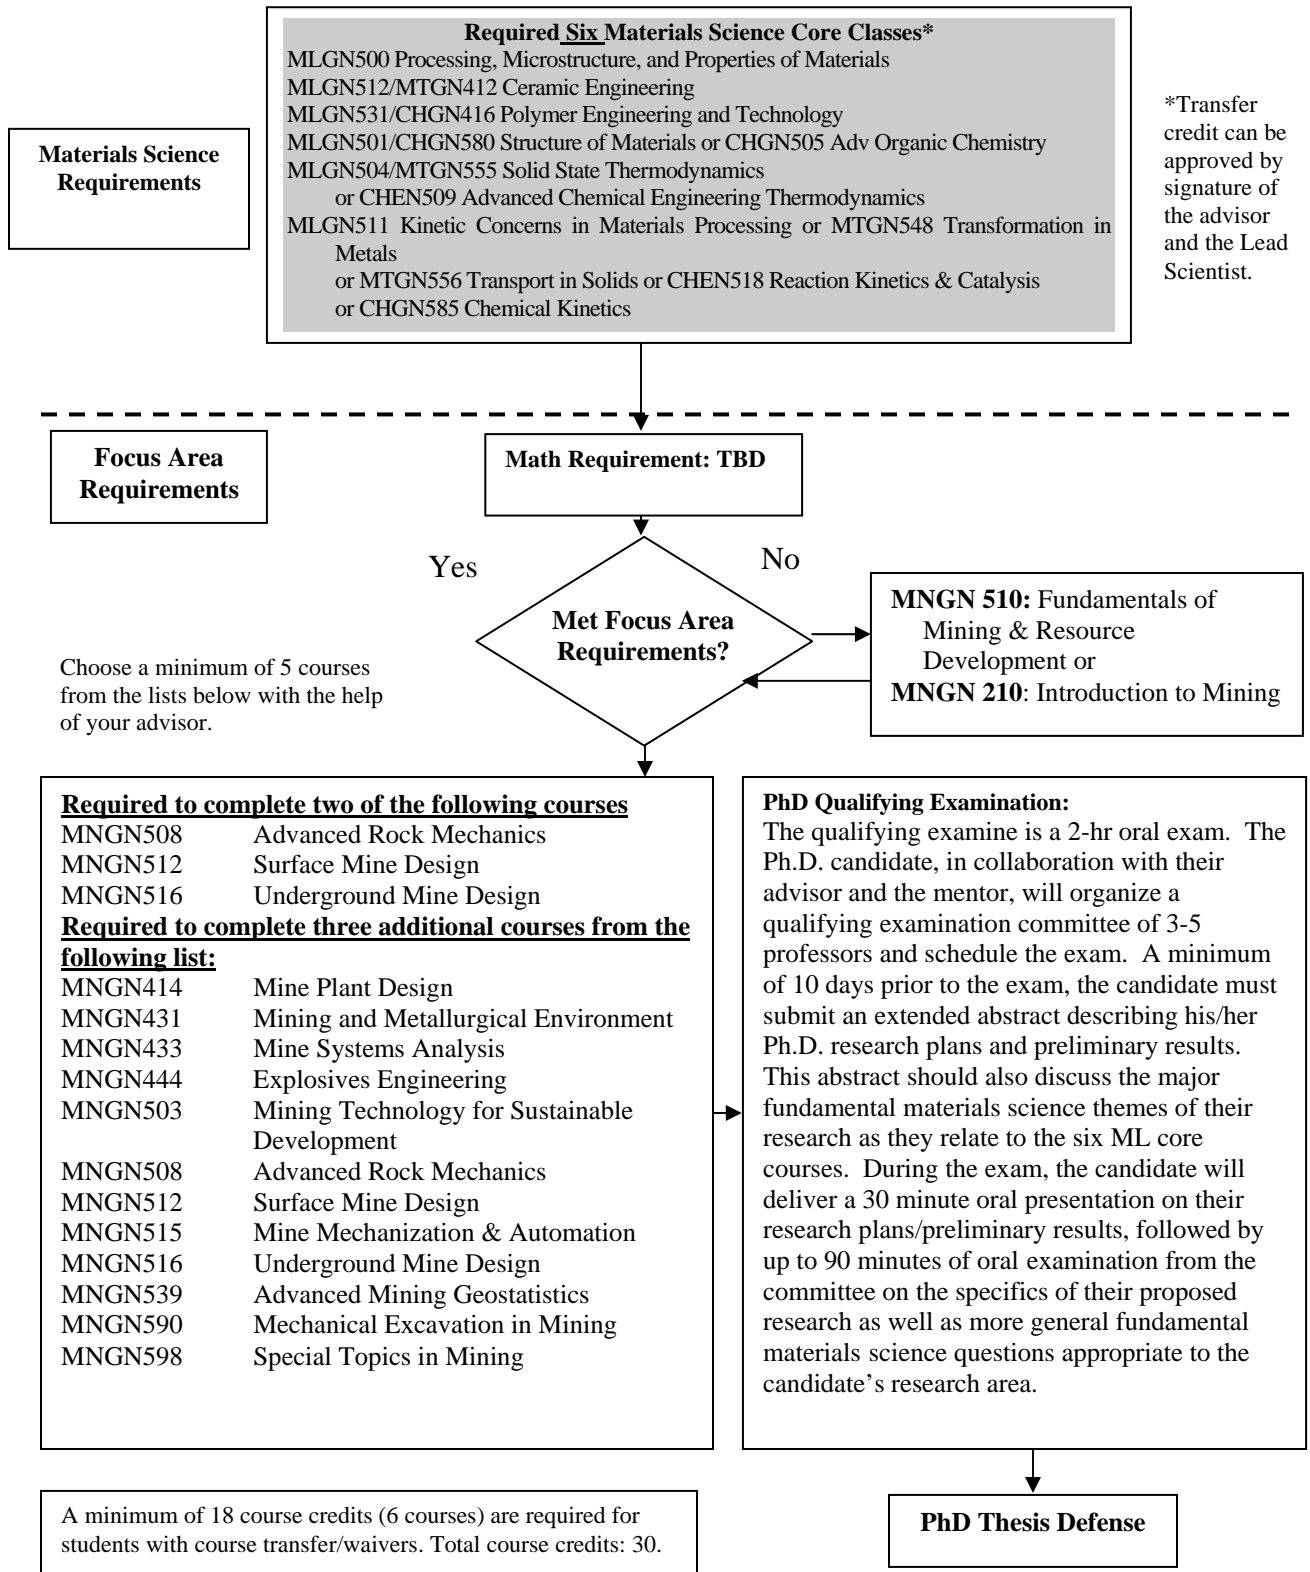 Required Six Materials Science Core Classes*
MLGN500 Processing, Microstructure, and Properties of Materials
MLGN512/MTGN412 Ceramic Engineering
MLGN531/CHGN416 Polymer Engineering and Technology
MLGN501/CHGN580 Structure of Materials or CHGN505 Adv Organic Chemistry
MLGN504/MTGN555 Solid State Thermodynamics
or CHEN509 Advanced Chemical Engineering Thermodynamics
MLGN511 Kinetic Concerns in Materials Processing or MTGN548 Transformation in
Metals
or MTGN556 Transport in Solids or CHEN518 Reaction Kinetics & Catalysis
or CHGN585 Chemical Kinetics
Materials Science
Requirements
*Transfer
credit can be
approved by
signature of
the advisor
and the Lead
Scientist.
Focus Area
Requirements
Math Requirement: TBD
Yes
No
Met Focus Area
Requirements?
MNGN 510: Fundamentals of
Mining & Resource
Development or
MNGN 210: Introduction to Mining
Choose a minimum of 5 courses
from the lists below with the help
of your advisor.
Required to complete two of the following courses
MNGN508 Advanced Rock Mechanics
MNGN512 Surface Mine Design
MNGN516 Underground Mine Design
Required to complete three additional courses from the
following list:
MNGN414 Mine Plant Design
MNGN431 Mining and Metallurgical Environment
MNGN433 Mine Systems Analysis
MNGN444 Explosives Engineering
MNGN503 Mining Technology for Sustainable
Development
MNGN508 Advanced Rock Mechanics
MNGN512 Surface Mine Design
MNGN515 Mine Mechanization & Automation
MNGN516 Underground Mine Design
MNGN539 Advanced Mining Geostatistics
MNGN590 Mechanical Excavation in Mining
MNGN598 Special Topics in Mining
PhD Qualifying Examination:
The qualifying examine is a 2-hr oral exam. The
Ph.D. candidate, in collaboration with their
advisor and the mentor, will organize a
qualifying examination committee of 3-5
professors and schedule the exam. A minimum
of 10 days prior to the exam, the candidate must
submit an extended abstract describing his/her
Ph.D. research plans and preliminary results.
This abstract should also discuss the major
fundamental materials science themes of their
research as they relate to the six ML core
courses. During the exam, the candidate will
deliver a 30 minute oral presentation on their
research plans/preliminary results, followed by
up to 90 minutes of oral examination from the
committee on the specifics of their proposed
research as well as more general fundamental
materials science questions appropriate to the
candidate's research area.
A minimum of 18 course credits (6 courses) are required for
students with course transfer/waivers. Total course credits: 30.
PhD Thesis Defense